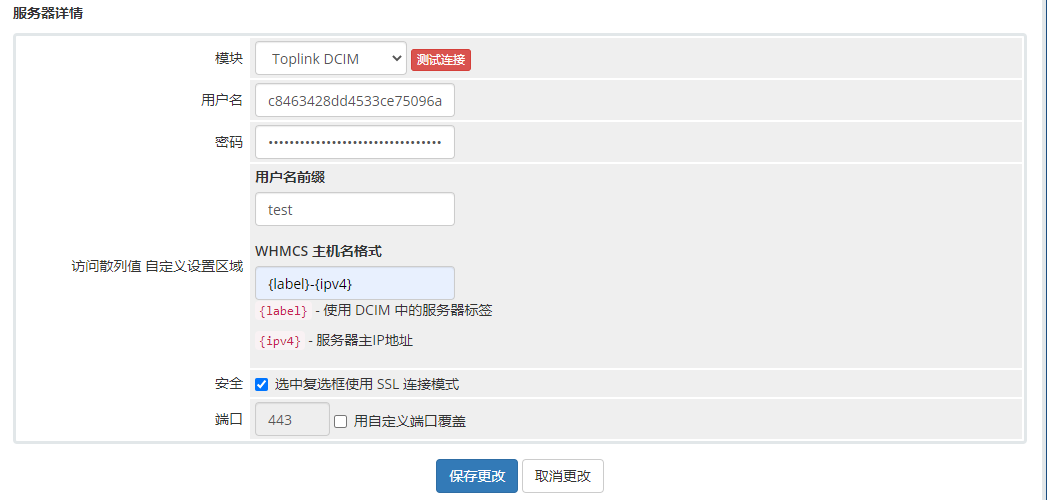 服务器详情
模块 Toplink DCIM 测试连接
用户名 c8463428dd4533ce75096a
密码 ••••••••••••••••••••••••••••••••
用户名前缀
test
WHMCS 主机名格式
访问散列值 自定义设置区域
{label}-{ipv4}
{label} - 使用 DCIM 中的服务器标签
{ipv4} - 服务器主IP地址
安全 选中复选框使用 SSL 连接模式
端口 443 用自定义端口覆盖
保存更改 取消更改